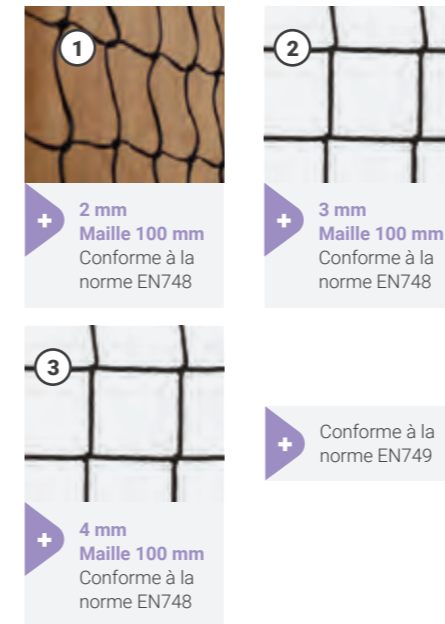 1
2 mm
Maille 100 mm
Conforme à la
norme EN748
2
3 mm
Maille 100 mm
Conforme à la
norme EN748
3
4 mm
Maille 100 mm
Conforme à la
norme EN748
Conforme à la
norme EN749